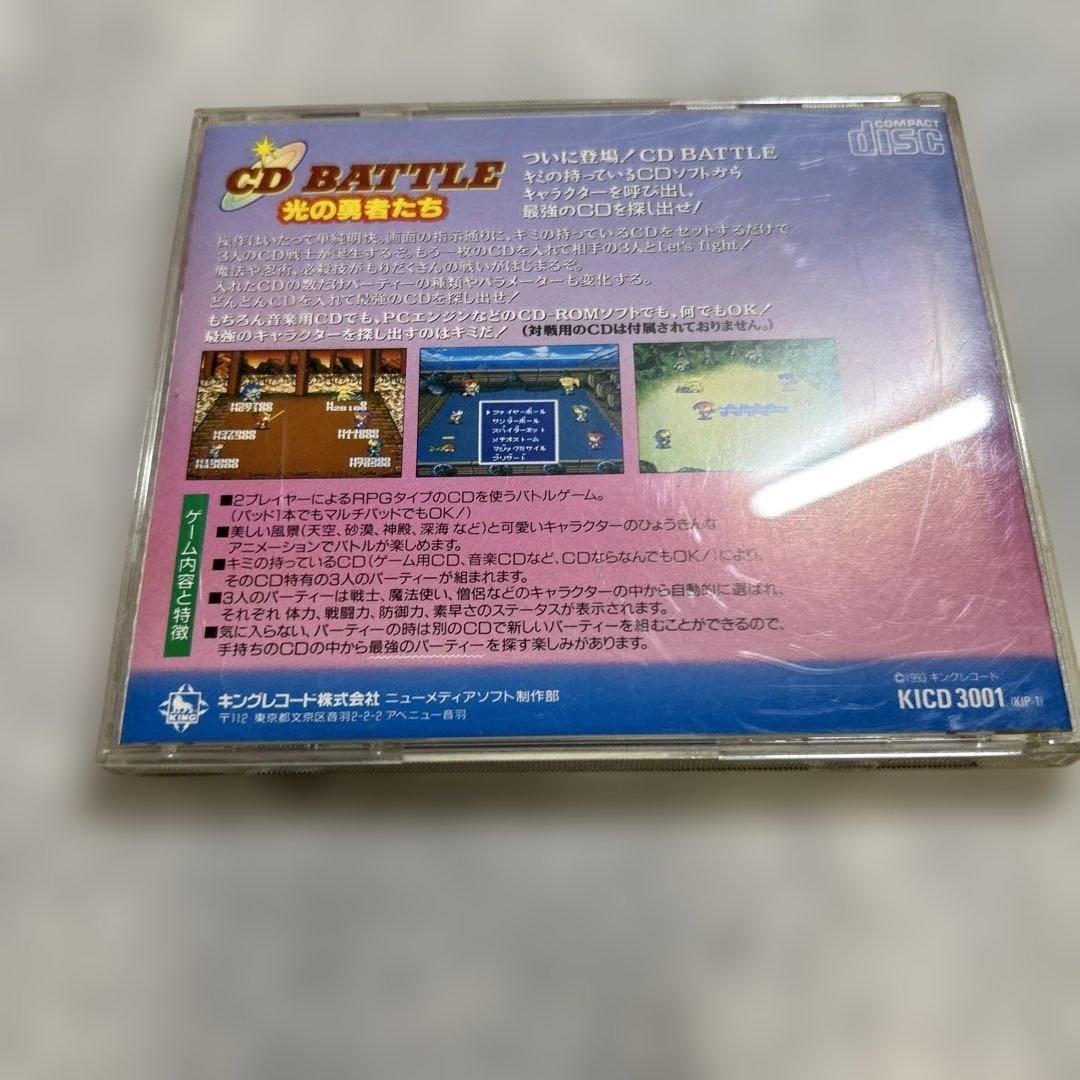 COMPACT
disc
CD BATTLE
光の勇者たち
ついに登場!CD BATTLE
キミの持っているCDソフトから
キャラクターを呼び出し、
最強のCDを探し出せ!
操作はいたって単純明快。画面の指示通りに、キミの持っているCDをセットするだけで
3人のCD戦士が誕生するぞ。もう一枚のCDを入れて相手の3人とLet's fight!
魔法や忍術、必殺技がもりだくさんの戦いがはじまるぞ。
入れたCDの数だけパーティーの種類やパラメーターも変化する。
どんどんCDを入れて最強のCDを探し出せ!
もちろん音楽用CDでも、PCエンジンなどのCD-ROMソフトでも、何でもOK!
最強のキャラクターを探し出すのはキミだ! (対戦用のCDは付属されておりません。)
ファイヤーボール
サンダーボール
スパイダーネット
メテオストーム
マジックミサイル
ブリザード
ゲーム内容と特徴
■2プレイヤーによるRPGタイプのCDを使うバトルゲーム。
(パッド1本でもマルチパッドでもOK!)
■美しい風景(天空、砂漠、神殿、深海 など)と可愛いキャラクターのひょうきんな
アニメーションでバトルが楽しめます。
■キミの持っているCD(ゲーム用CD、音楽CDなど、CDならなんでもOK!)により、
そのCD特有の3人のパーティーが組まれます。
■3人のパーティーは戦士、魔法使い、僧侶などのキャラクターの中から自動的に選ばれ、
それぞれ 体力、戦闘力、防御力、素早さのステータスが表示されます。
■気に入らない、パーティーの時は別のCDで新しいパーティーを組むことができるので、
手持ちのCDの中から最強のパーティーを探す楽しみがあります。
KING
キングレコード株式会社 ニューメディアソフト制作部
〒112 東京都文京区音羽2-2-2 アベニュー音羽
©1993 キングレコード
KICD 3001 (KIP-1)